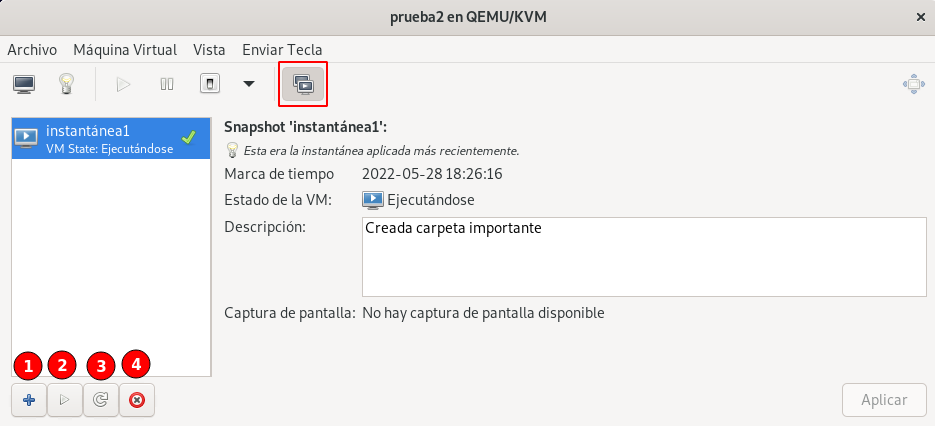 prueba2 en QEMU/KVM
Archivo Máquina Virtual Vista Enviar Tecla
instantánea1
VM State: Ejecutándose
Snapshot 'instantánea1':
Esta era la instantánea aplicada más recientemente.
Marca de tiempo 2022-05-28 18:26:16
Estado de la VM: Ejecutándose
Descripción: Creada carpeta importante
Captura de pantalla: No hay captura de pantalla disponible
1 2 3 4
Aplicar